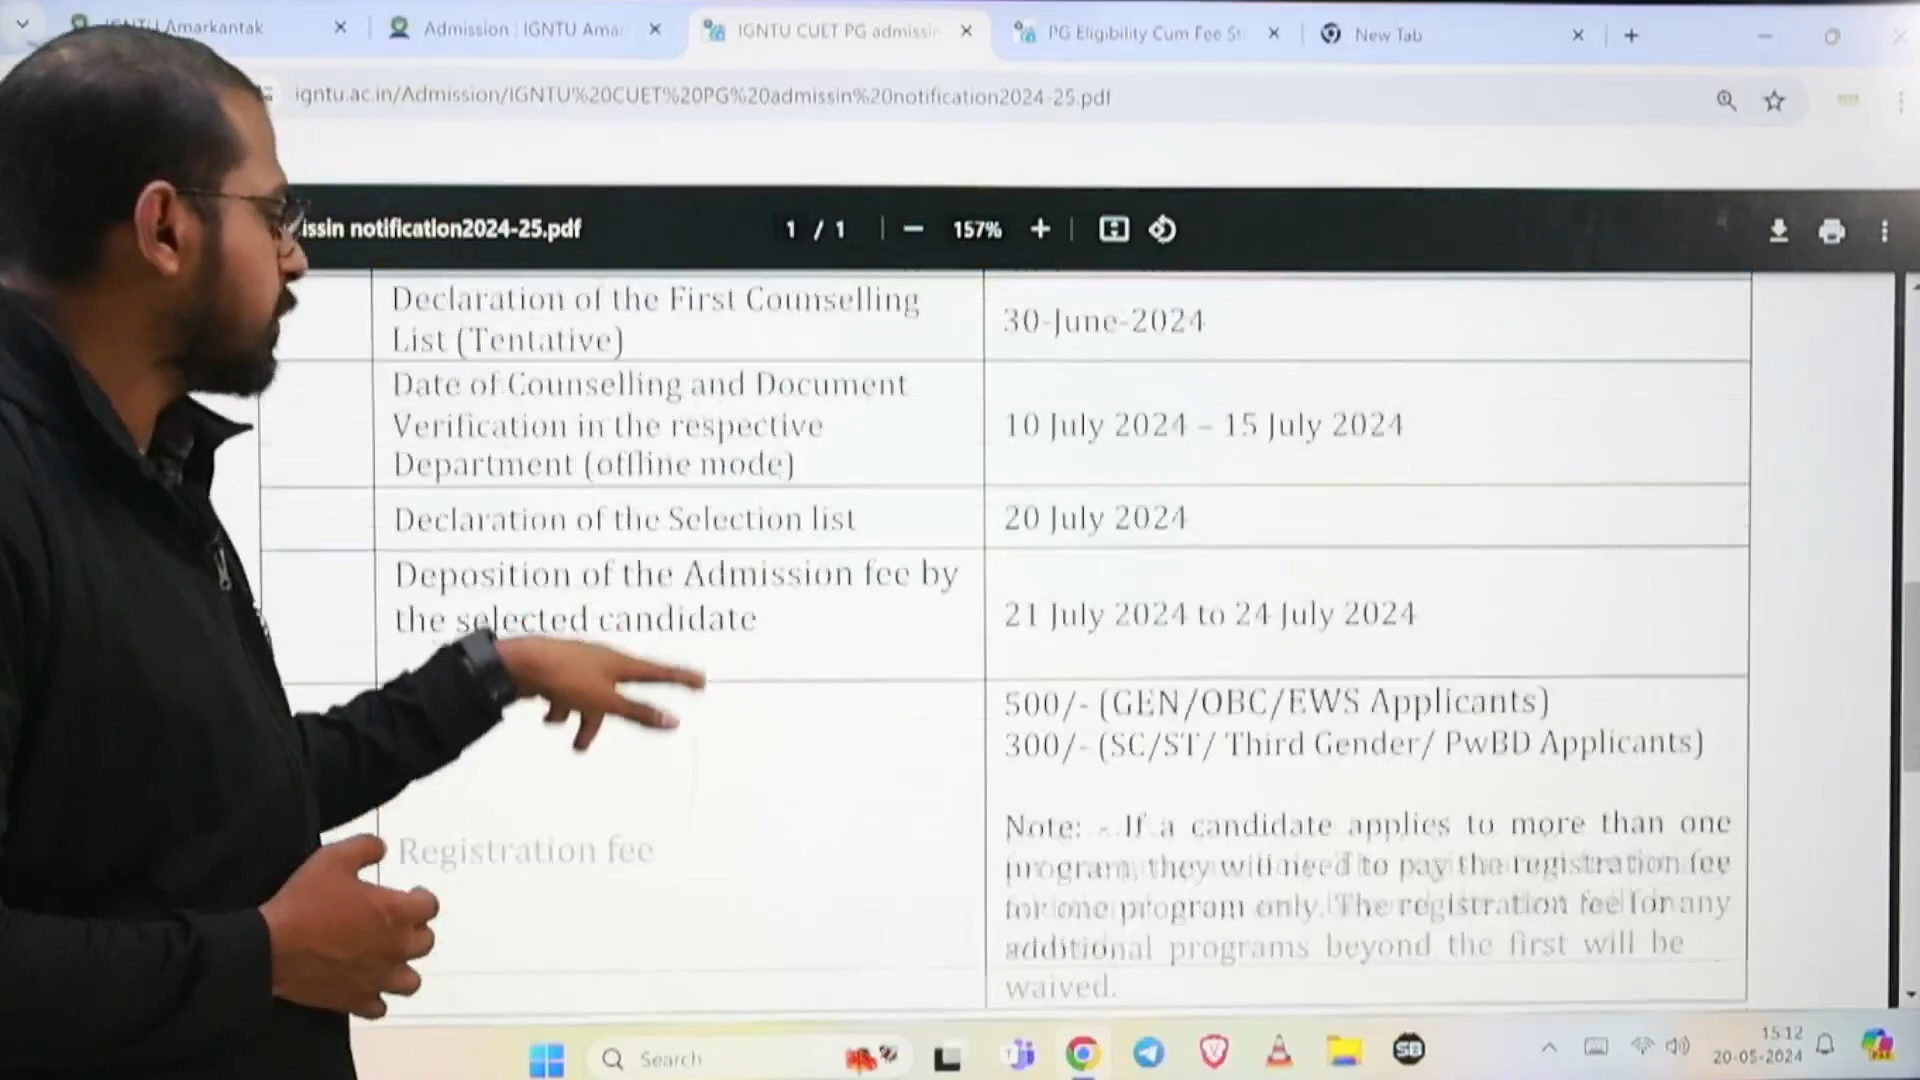 Amarkantak
Admission : IGNTU Amar
IGNTU CUET PG admissin
PG Eligibility Cum Fee St
New Tab
igntu.ac.in/Admission/IGNTU%20CUET%20PG%20admissin%20notification2024-25.pdf
issin notification2024-25.pdf
1 / 1
157%
Declaration of the First Counselling
List (Tentative)
30-June-2024
Date of Counselling and Document
Verification in the respective
Department (offline mode)
10 July 2024 – 15 July 2024
Declaration of the Selection list
20 July 2024
Deposition of the Admission fee by
the selected candidate
21 July 2024 to 24 July 2024
Registration fee
500/- (GEN/OBC/EWS Applicants)
300/- (SC/ST/ Third Gender/ PwBD Applicants)
Note: - If a candidate applies to more than one
program, they will need to pay the registration fee
for one program only. The registration fee for any
additional programs beyond the first will be
waived.
Search
SB
15:12
20-05-2024